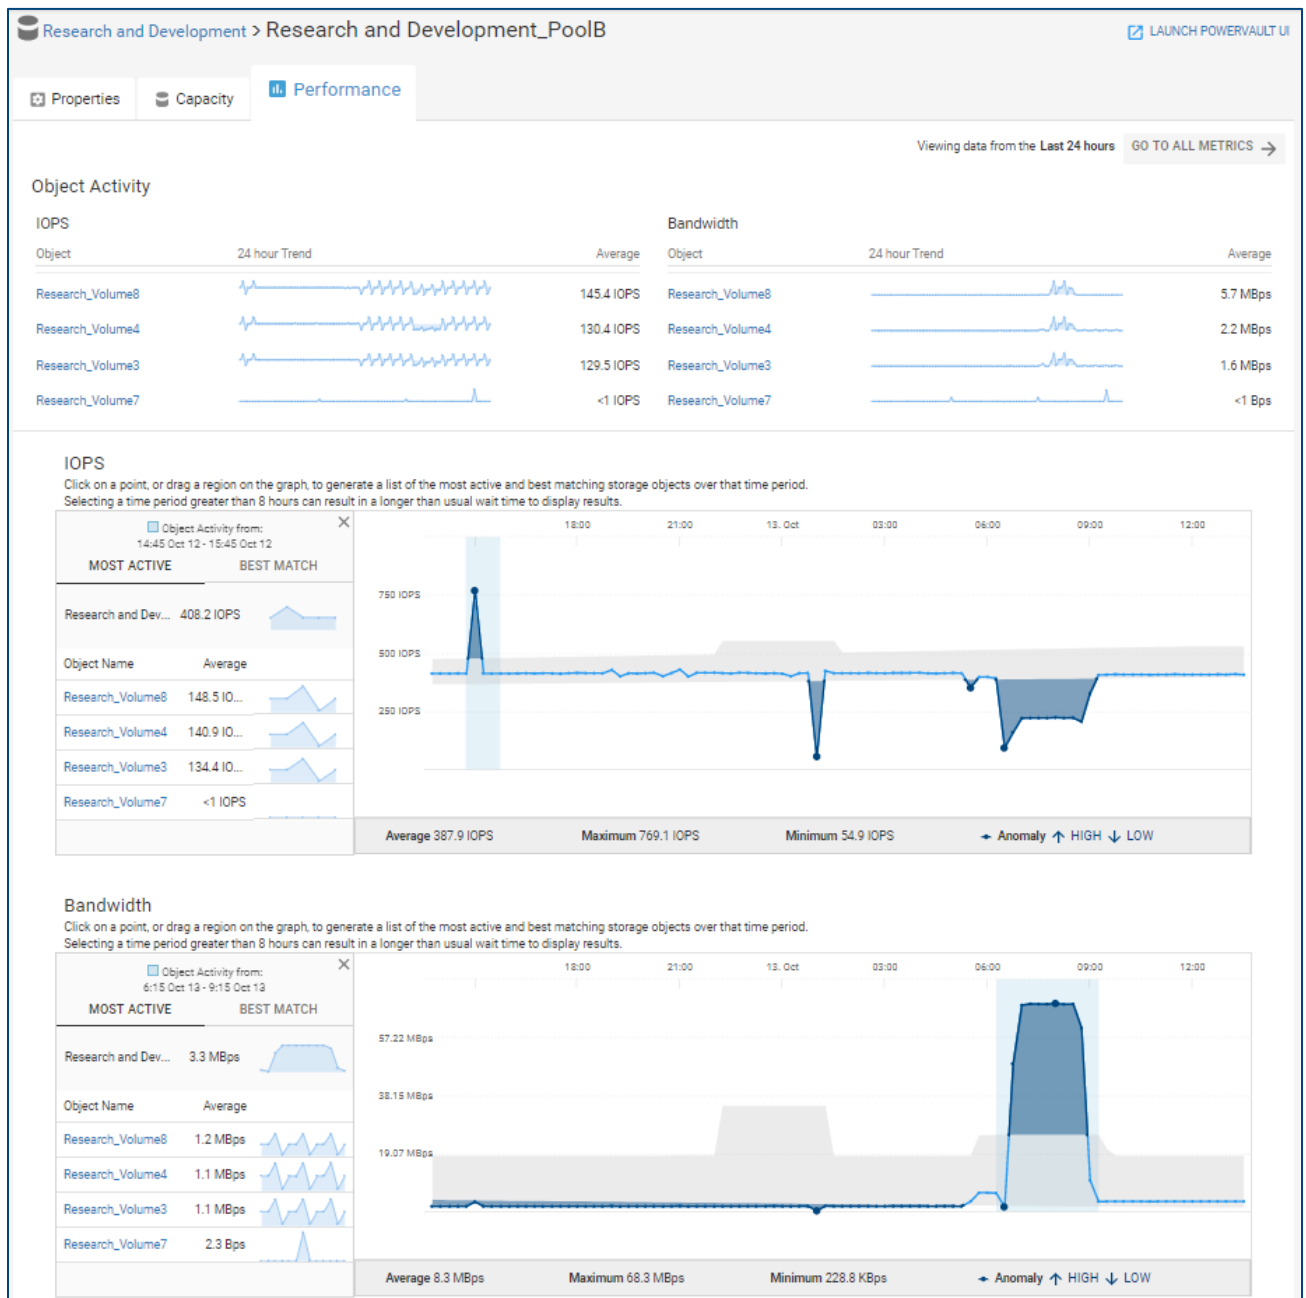 Research and Development > Research and Development_PoolB
LAUNCH POWERVAULT UI
Properties
Capacity
Performance
Viewing data from the Last 24 hours
GO TO ALL METRICS
Object Activity
IOPS
Object 24 hour Trend Average
Research_Volume8 145.4 IOPS
Research_Volume4 130.4 IOPS
Research_Volume3 129.5 IOPS
Research_Volume7 <1 IOPS
Bandwidth
Object 24 hour Trend Average
Research_Volume8 5.7 MBps
Research_Volume4 2.2 MBps
Research_Volume3 1.6 MBps
Research_Volume7 <1 Bps
IOPS
Click on a point, or drag a region on the graph, to generate a list of the most active and best matching storage objects over that time period.
Selecting a time period greater than 8 hours can result in a longer than usual wait time to display results.
Object Activity from:
14:45 Oct 12 - 15:45 Oct 12
MOST ACTIVE BEST MATCH
Research and Dev... 408.2 IOPS
Object Name Average
Research_Volume8 148.5 IO...
Research_Volume4 140.9 IO...
Research_Volume3 134.4 IO...
Research_Volume7 <1 IOPS
18:00 21:00 13. Oct 03:00 06:00 09:00 12:00
750 IOPS
500 IOPS
250 IOPS
Average 387.9 IOPS Maximum 769.1 IOPS Minimum 54.9 IOPS Anomaly HIGH LOW
Bandwidth
Click on a point, or drag a region on the graph, to generate a list of the most active and best matching storage objects over that time period.
Selecting a time period greater than 8 hours can result in a longer than usual wait time to display results.
Object Activity from:
6:15 Oct 13 - 9:15 Oct 13
MOST ACTIVE BEST MATCH
Research and Dev... 3.3 MBps
Object Name Average
Research_Volume8 1.2 MBps
Research_Volume4 1.1 MBps
Research_Volume3 1.1 MBps
Research_Volume7 2.3 Bps
18:00 21:00 13. Oct 03:00 06:00 09:00 12:00
57.22 MBps
38.15 MBps
19.07 MBps
Average 8.3 MBps Maximum 68.3 MBps Minimum 228.8 KBps Anomaly HIGH LOW